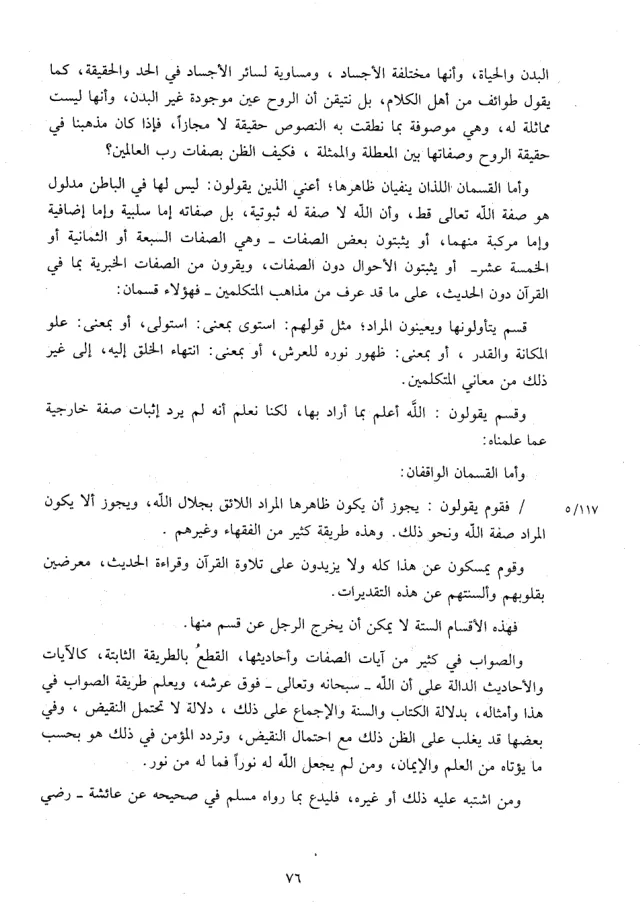 البدن والحياة، وأنها مختلفة الأجساد ، ومساوية لسائر الأجساد في الحد والحقيقة، كما
يقول طوائف من أهل الكلام، بل نتيقن أن الروح عين موجودة غير البدن، وأنها ليست
مماثلة له، وهي موصوفة بما نطقت به النصوص حقيقة لا مجازاً، فإذا كان مذهبنا في
حقيقة الروح وصفاتها بين المعطلة والممثلة ، فكيف الظن بصفات رب العالمين؟
وأما القسمان اللذان ينفيان ظاهرها؛ أعني الذين يقولون: ليس لها في الباطن مدلول
هو صفة الله تعالى قط، وأن الله لا صفة له ثبوتية، بل صفاته إما سلبية وإما إضافية
وإما مركبة منهما، أو يثبتون بعض الصفات ـ وهي الصفات السبعة أو الثمانية أو
الخمسة عشرـ أو يثبتون الأحوال دون الصفات، ويقرون من الصفات الخبرية بما في
القرآن دون الحديث، على ما قد عرف من مذاهب المتكلمين ـ فهؤلاء قسمان:
قسم يتأولونها ويعينون المراد؛ مثل قولهم: استوى بمعنى: استولى، أو بمعنى: علو
المكانة والقدر ، أو بمعنى: ظهور نوره للعرش، أو بمعنى: انتهاء الخلق إليه، إلى غير
ذلك من معاني المتكلمين.
وقسم يقولون : اللَّه أعلم بما أراد بها، لكنا نعلم أنه لم يرد إثبات صفة خارجية
عما علمناه:
وأما القسمان الواقفان:
/ فقوم يقولون : يجوز أن يكون ظاهرها المراد اللائق بجلال الله، ويجوز ألا يكون ٥/١١٧
المراد صفة الله ونحو ذلك. وهذه طريقة كثير من الفقهاء وغيرهم .
وقوم يمسكون عن هذا كله ولا يزيدون على تلاوة القرآن وقراءة الحديث، معرضين
بقلوبهم وألسنتهم عن هذه التقديرات.
فهذه الأقسام الستة لا يمكن أن يخرج الرجل عن قسم منها.
والصواب في كثير من آيات الصفات وأحاديثها، القطعُ بالطريقة الثابتة، كالآيات
والأحاديث الدالة على أن الله ـ سبحانه وتعالى ـ فوق عرشه، ويعلم طريقة الصواب في
هذا وأمثاله، بدلالة الكتاب والسنة والإجماع على ذلك ، دلالة لا تحتمل النقيض، وفي
بعضها قد يغلب على الظن ذلك مع احتمال النقيض، وتردد المؤمن في ذلك هو بحسب
ما يؤتاه من العلم والإيمان، ومن لم يجعل الله له نوراً فما له من نور.
ومن اشتبه عليه ذلك أو غيره، فليدع بما رواه مسلم في صحيحه عن عائشة ـ رضي
٧٦